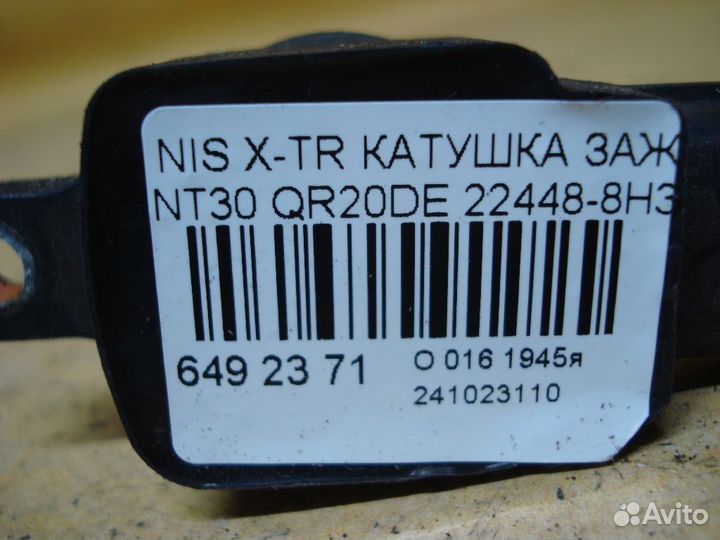 NIS X-TR КАТУШКА ЗАЖ
NT30 QR20DE 22448-8H3
649 23 71
О 016 1945я
241023110
Avito